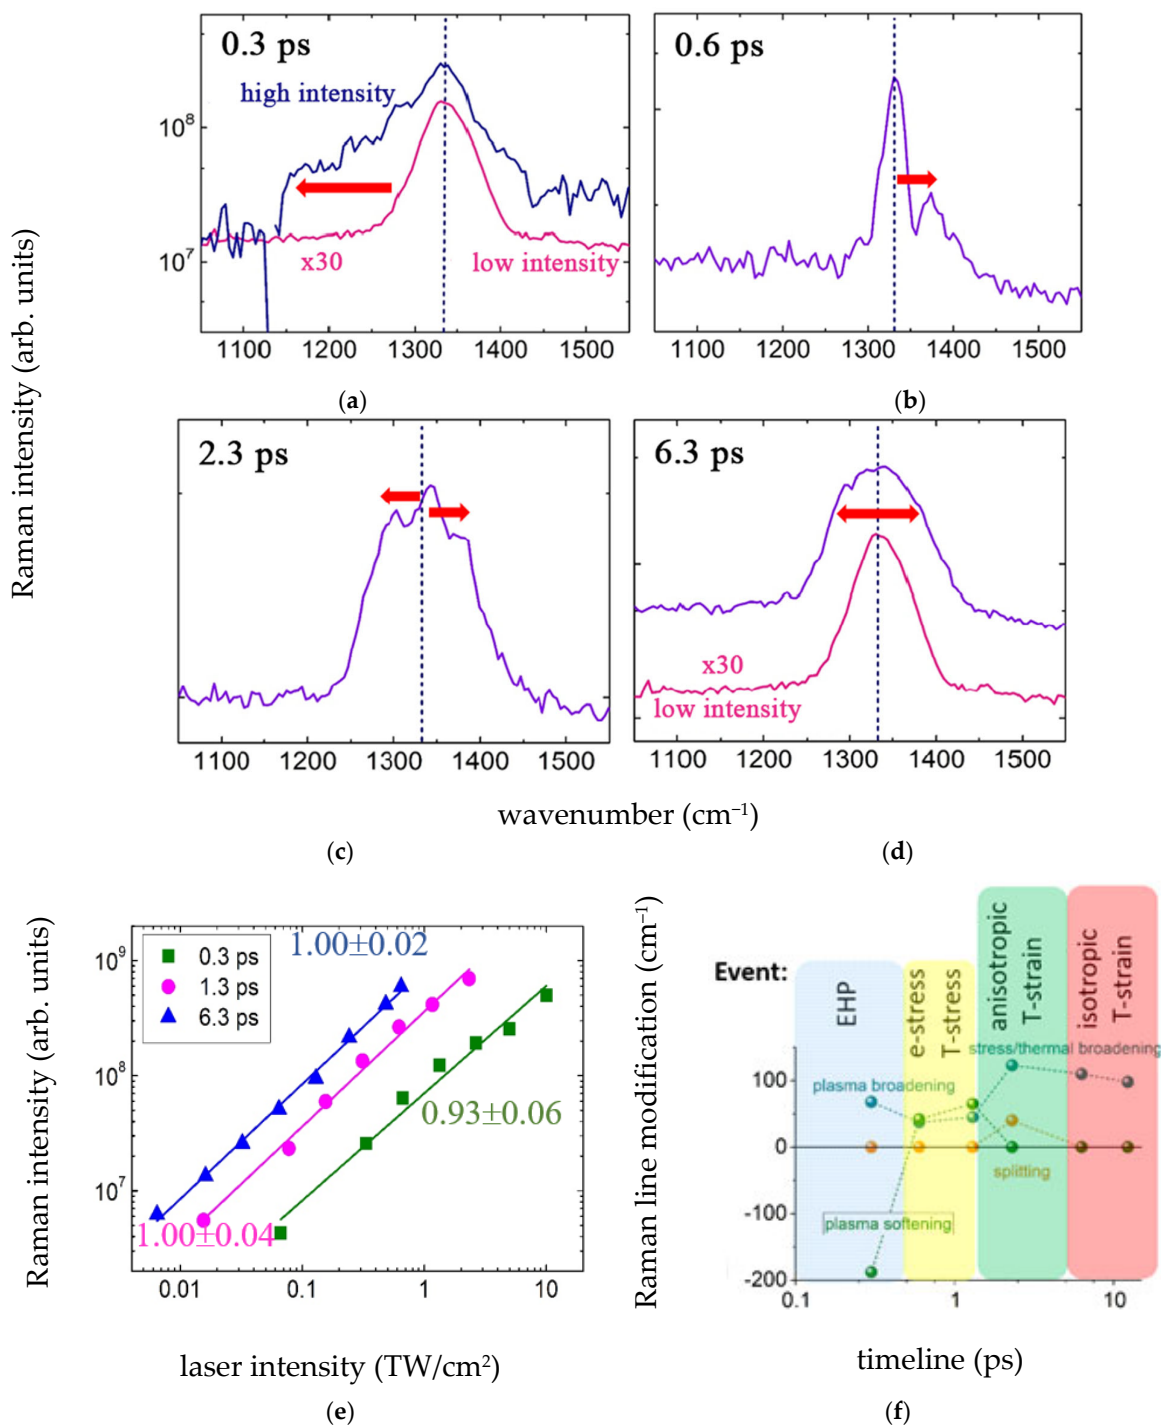 0.3 ps
high intensity
10⁸
10⁷
x30
low intensity
1100 1200 1300 1400 1500
(a)
0.6 ps
1100 1200 1300 1400 1500
(b)
Raman intensity (arb. units)
2.3 ps
1100 1200 1300 1400 1500
6.3 ps
x30
low intensity
1100 1200 1300 1400 1500
wavenumber (cm⁻¹)
(c)
(d)
Raman intensity (arb. units)
10⁹
10⁸
10⁷
0.3 ps
1.3 ps
6.3 ps
1.00±0.02
0.93±0.06
1.00±0.04
0.01 0.1 1 10
laser intensity (TW/cm²)
(e)
Raman line modification (cm⁻¹)
Event:
EHP
e-stress
T-stress
anisotropic
T-strain
isotropic
T-strain
stress/thermal broadening
plasma broadening
splitting
plasma softening
100
0
-100
-200
0.1 1 10
timeline (ps)
(f)